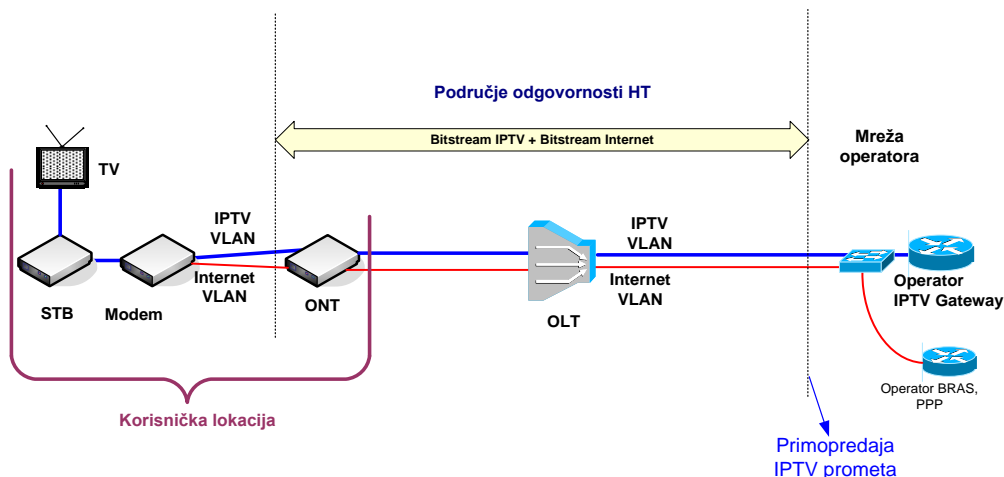 Područje odgovornosti HT
Bitstream IPTV + Bitstream Internet
Mreža
operatora
TV
IPTV
VLAN
Internet
VLAN
STB
Modem
ONT
OLT
IPTV
VLAN
Internet
VLAN
Operator
IPTV Gateway
Operator BRAS,
PPP
Korisnička lokacija
Primopredaja
IPTV prometa